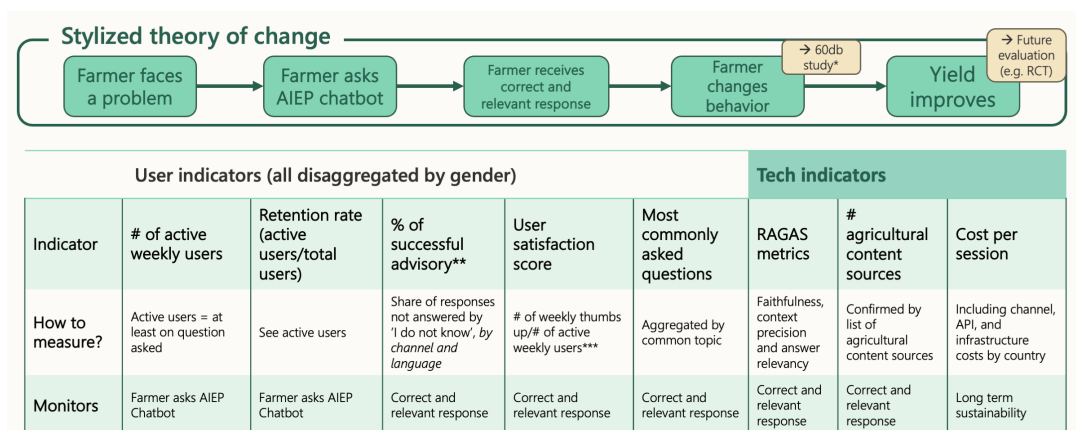 Stylized theory of change
Farmer faces
a problem
Farmer asks
AIEP chatbot
Farmer receives
correct and
relevant response
→ 60db
study*
Farmer
changes
behavior
→ Future
evaluation
(e.g. RCT)
Yield
improves
User indicators (all disaggregated by gender)
Tech indicators
Indicator
# of active
weekly users
Retention rate
(active
users/total
users)
% of
successful
advisory**
User
satisfaction
score
Most
commonly
asked
questions
RAGAS
metrics
#
agricultural
content
sources
Cost per
session
How to
measure?
Active users = at
least on question
asked
See active users
Share of responses
not answered by
'I do not know', by
channel and
language
# of weekly thumbs
up/# of active
weekly users***
Aggregated by
common topic
Faithfulness,
context
precision
and answer
relevancy
Confirmed by
list of
agricultural
content sources
Including channel,
API, and
infrastructure
costs by country
Monitors
Farmer asks AIEP
Chatbot
Farmer asks AIEP
Chatbot
Correct and
relevant response
Correct and
relevant response
Correct and
relevant response
Correct and
relevant
response
Correct and
relevant
response
Long term
sustainability